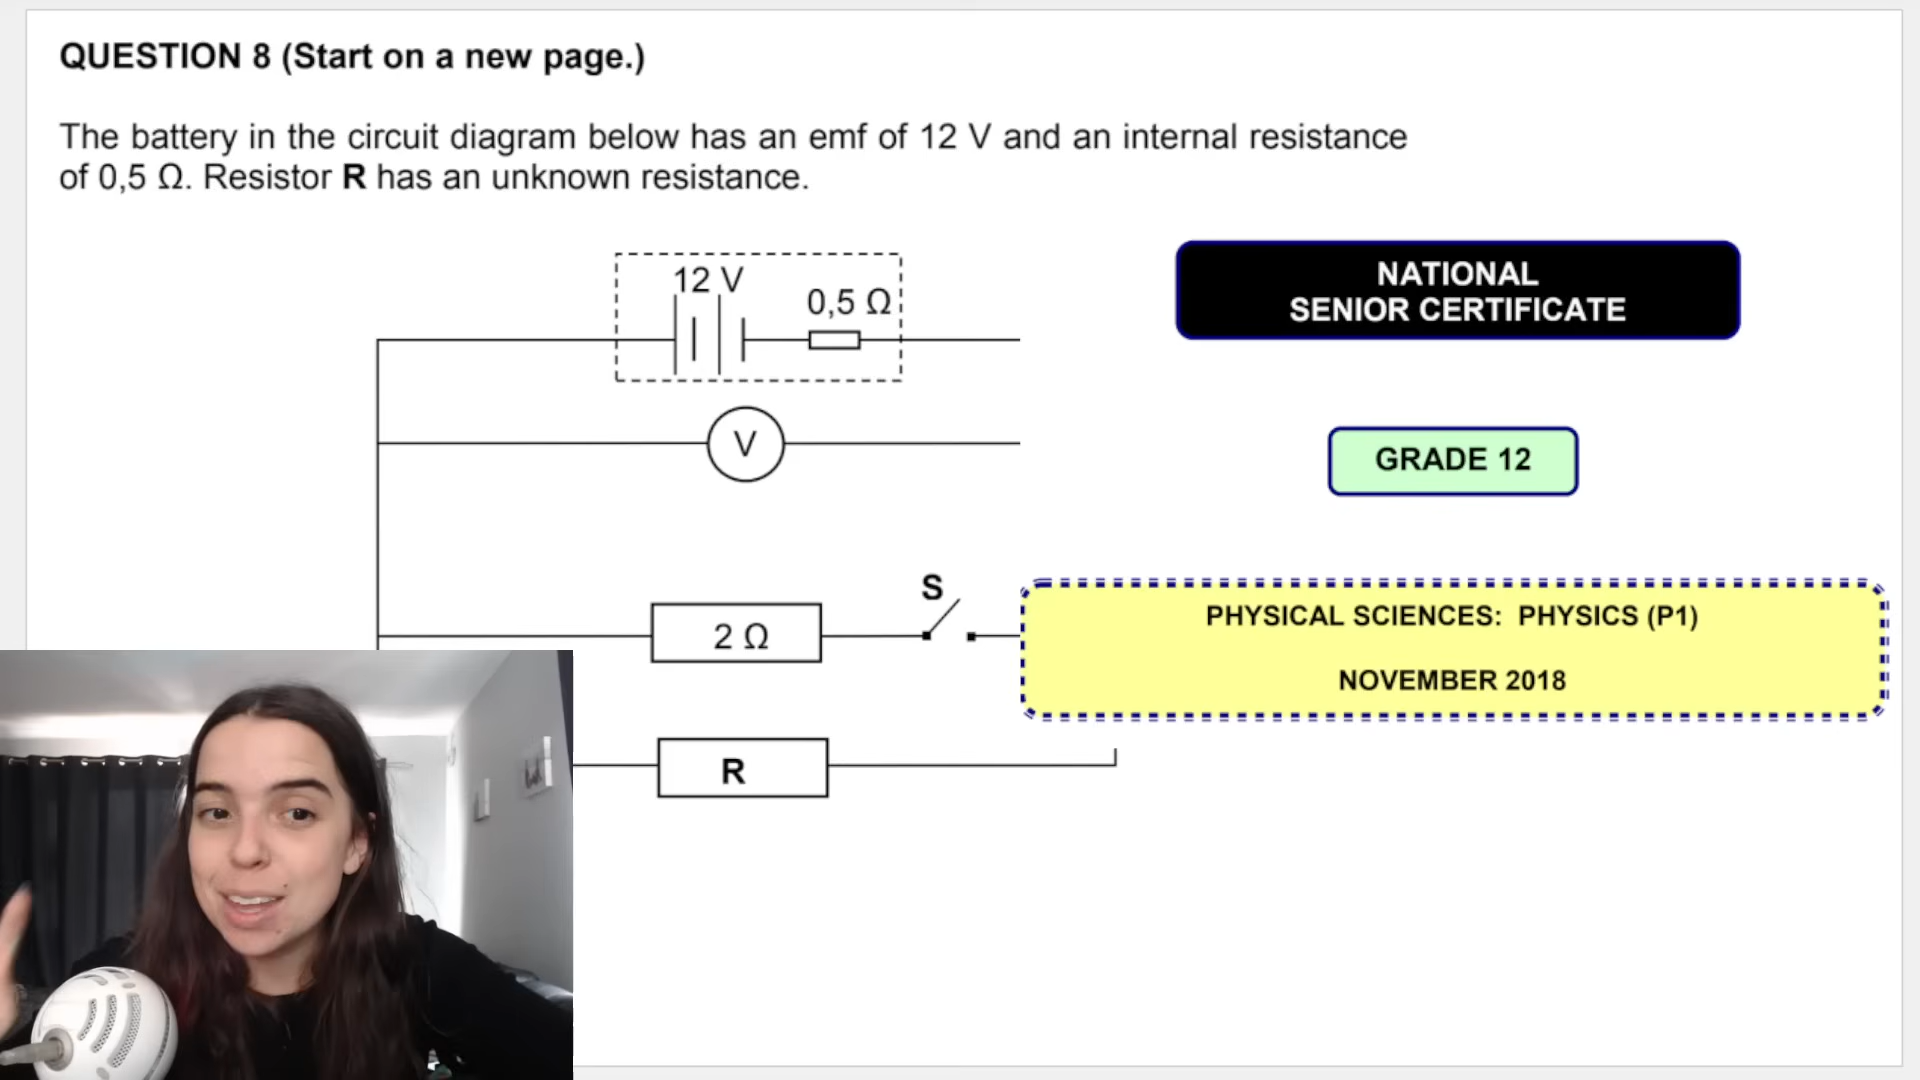 QUESTION 8 (Start on a new page.)
The battery in the circuit diagram below has an emf of 12 V and an internal resistance
of 0,5 Ω. Resistor R has an unknown resistance.
12 V
0,5 Ω
V
S
2 Ω
R
NATIONAL
SENIOR CERTIFICATE
GRADE 12
PHYSICAL SCIENCES: PHYSICS (P1)
NOVEMBER 2018